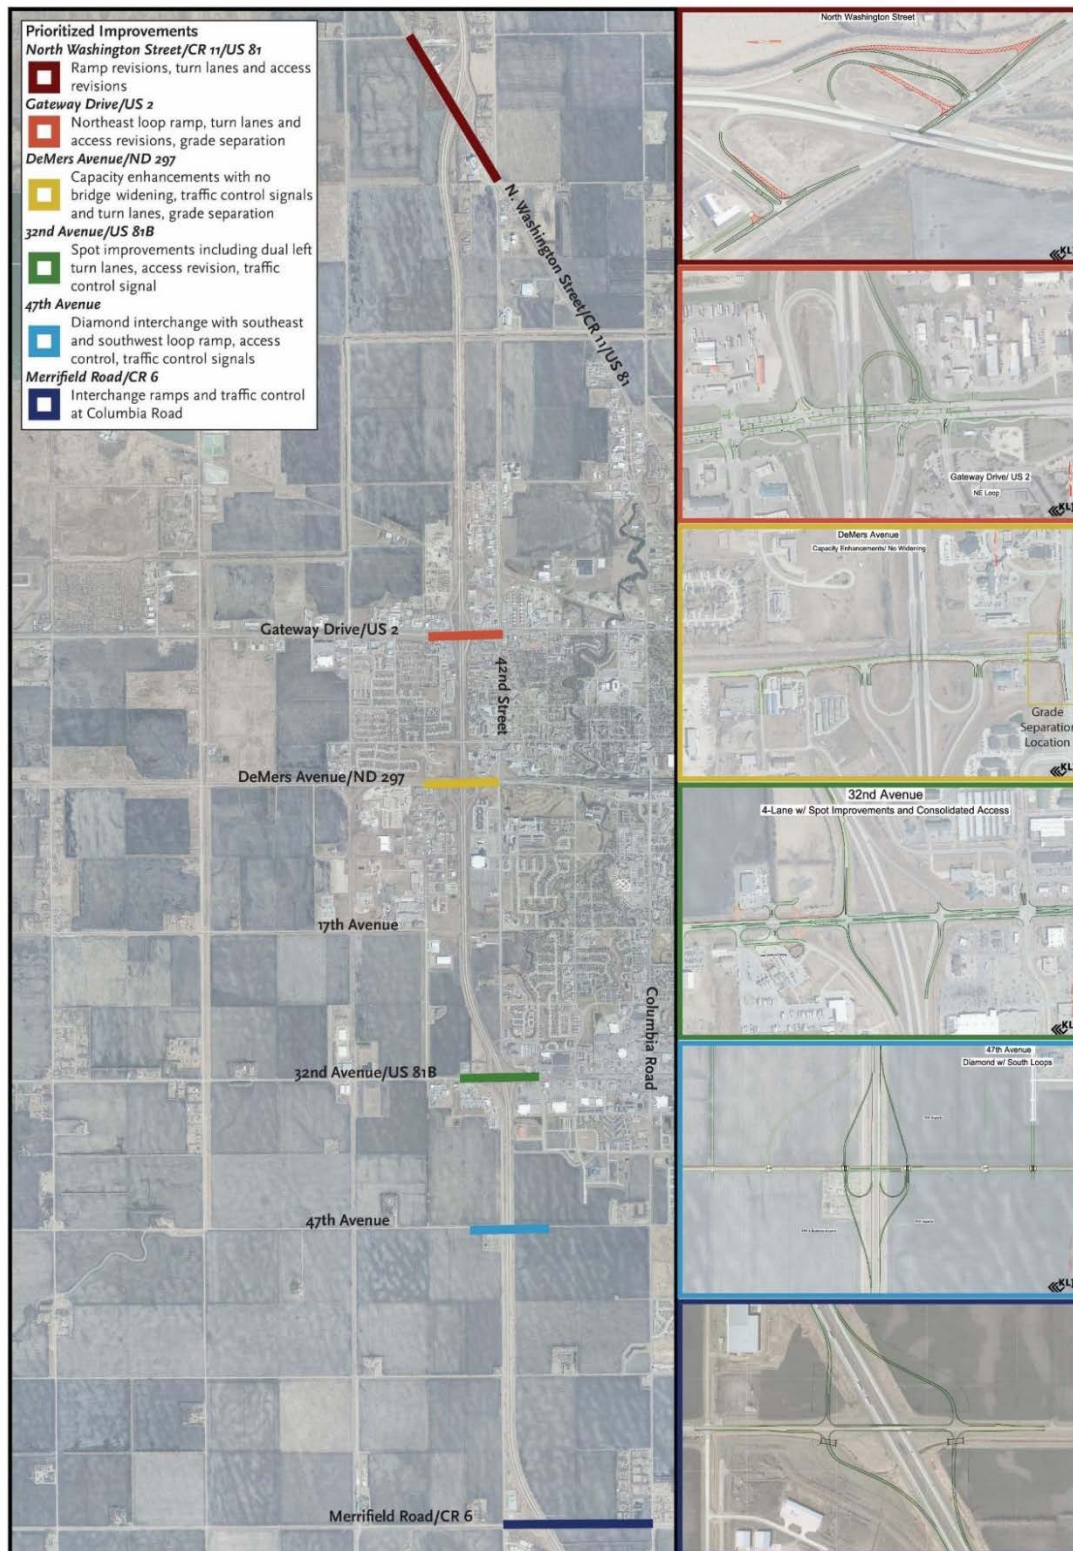 Prioritized Improvements
North Washington Street/CR 11/US 81
Ramp revisions, turn lanes and access
revisions
Gateway Drive/US 2
Northeast loop ramp, turn lanes and
access revisions, grade separation
DeMers Avenue/ND 297
Capacity enhancements with no
bridge widening, traffic control signals
and turn lanes, grade separation
32nd Avenue/US 81B
Spot improvements including dual left
turn lanes, access revision, traffic
control signal
47th Avenue
Diamond interchange with southeast
and southwest loop ramp, access
control, traffic control signals
Merrifield Road/CR 6
Interchange ramps and traffic control
at Columbia Road
N. Washington Street/CR 11/US 81
Gateway Drive/US 2
42nd Street
DeMers Avenue/ND 297
17th Avenue
Columbia Road
32nd Avenue/US 81B
47th Avenue
Merrifield Road/CR 6
North Washington Street
KL
Gateway Drive/ US 2
NE Loop
KLJ
DeMers Avenue
Capacity Enhancements/ No Widening
Grade
Separation
Location
KL
32nd Avenue
4-Lane w/ Spot Improvements and Consolidated Access
KL
47th Avenue
Diamond w/ South Loops
KLJ